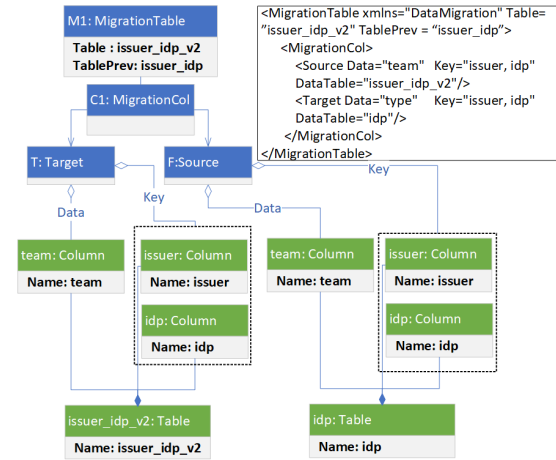 M1: MigrationTable
Table : issuer_idp_v2
TablePrev: issuer_idp
<MigrationTable xmlns="DataMigration" Table=
”issuer_idp_v2" TablePrev = “issuer_idp”>
<MigrationCol>
<Source Data="team" Key="issuer, idp"
DataTable="issuer_idp_v2"/>
<Target Data="type" Key="issuer, idp"
DataTable="idp"/>
</MigrationCol>
</MigrationTable>
C1: MigrationCol
T: Target
F:Source
Key
Key
Data
Data
team: Column
Name: team
issuer: Column
Name: issuer
idp: Column
Name: idp
team: Column
Name: team
issuer: Column
Name: issuer
idp: Column
Name: idp
issuer_idp_v2: Table
Name: issuer_idp_v2
idp: Table
Name: idp